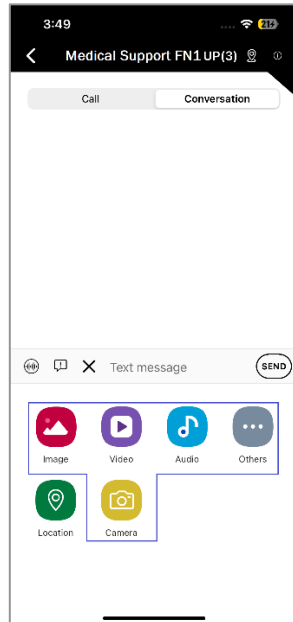 3:49
21
Medical Support FN1 UP(3)
Call Conversation
Text message SEND
Image Video Audio Others
Location Camera